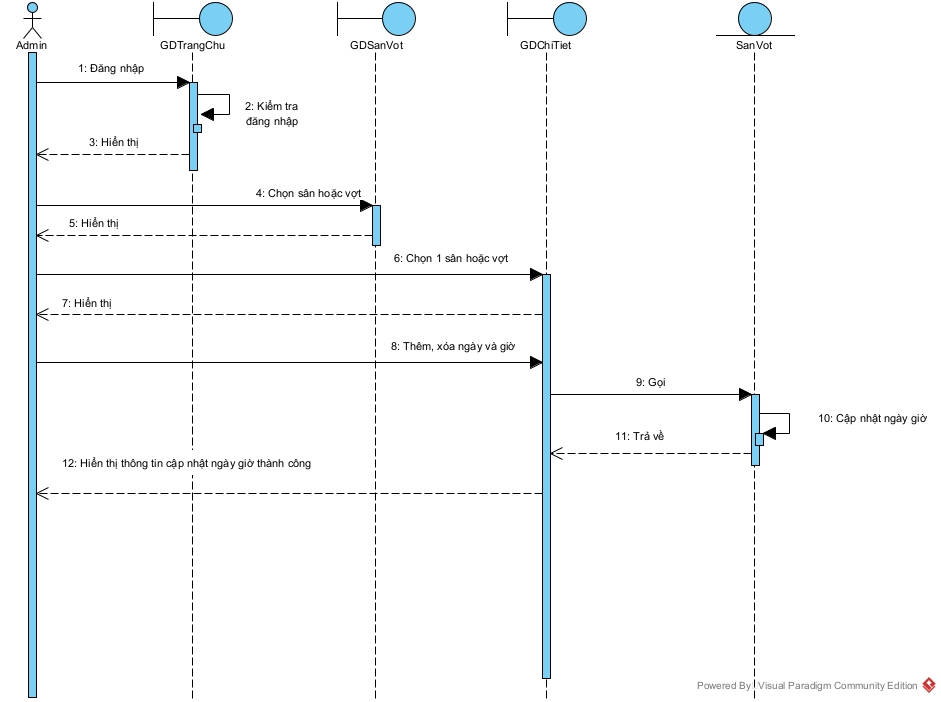 Admin
GDTrangChu
GDSanVot
GDChiTiet
SanVot
1: Đăng nhập
2: Kiểm tra
đăng nhập
3: Hiển thị
4: Chọn sân hoặc vợt
5: Hiển thị
6: Chọn 1 sân hoặc vợt
7: Hiển thị
8: Thêm, xóa ngày và giờ
9: Gọi
10: Cập nhật ngày giờ
11: Trả về
12: Hiển thị thông tin cập nhật ngày giờ thành công
Powered By Visual Paradigm Community Edition